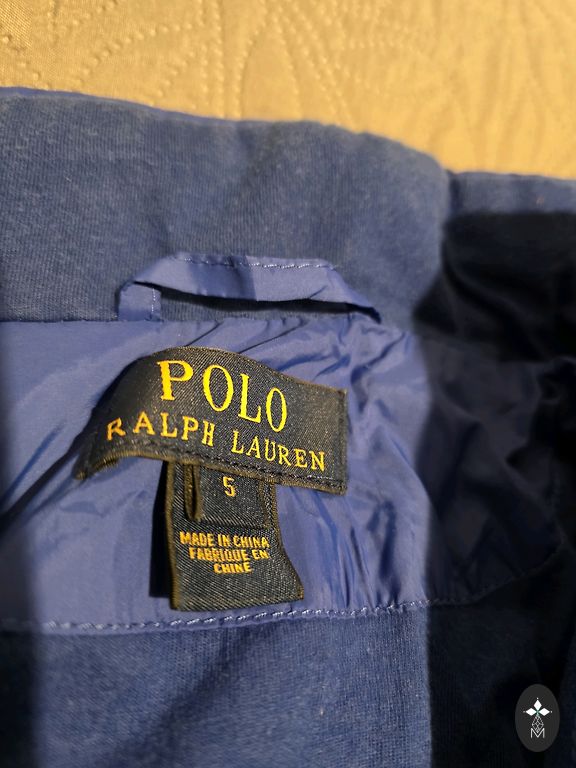 POLO
RALPH LAUREN
5
MADE IN CHINA
FABRIQUE EN
CHINE
M